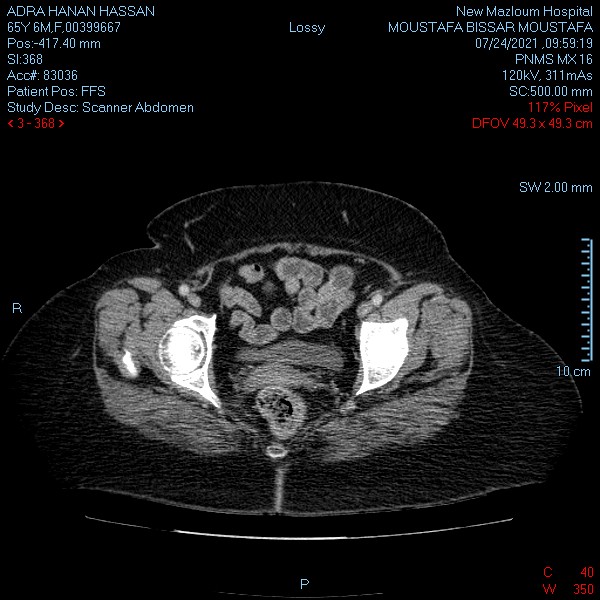 ADRA HANAN HASSAN
65Y 6M,F,00399667
Pos:-417.40 mm
SI:368
Acc#: 83036
Patient Pos: FFS
Study Desc: Scanner Abdomen
< 3 - 368 >
Lossy
New Mazloum Hospital
MOUSTAFA BISSAR MOUSTAFA
07/24/2021 ,09:59:19
PNMS MX 16
120kV, 311mAs
SC:500.00 mm
117% Pixel
DFOV 49.3 x 49.3 cm
SW 2.00 mm
R
10 cm
P
C 40
W 350